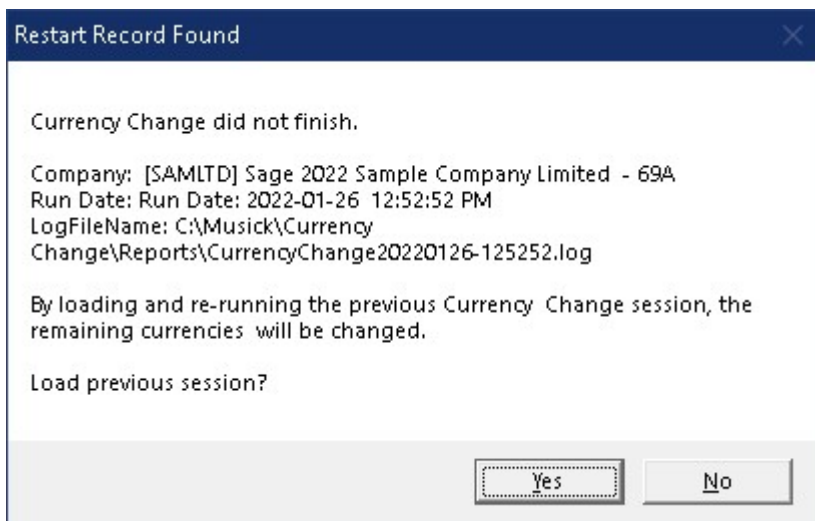 Restart Record Found
Currency Change did not finish.
Company:  [SAMLTD] Sage 2022 Sample Company Limited  - 69A
Run Date: Run Date: 2022-01-26  12:52:52 PM
LogFileName: C:\Musick\Currency
Change\Reports\CurrencyChange20220126-125252.log
By loading and re-running the previous Currency  Change session, the
remaining currencies  will be changed.
Load previous session?
Yes
No